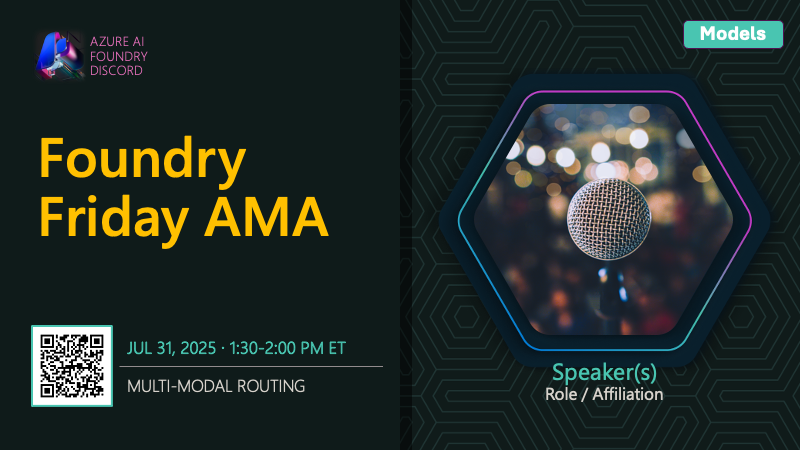 AZURE AI
FOUNDRY
DISCORD
Models
Foundry
Friday AMA
JUL 31, 2025 · 1:30-2:00 PM ET
MULTI-MODAL ROUTING
Speaker(s)
Role / Affiliation